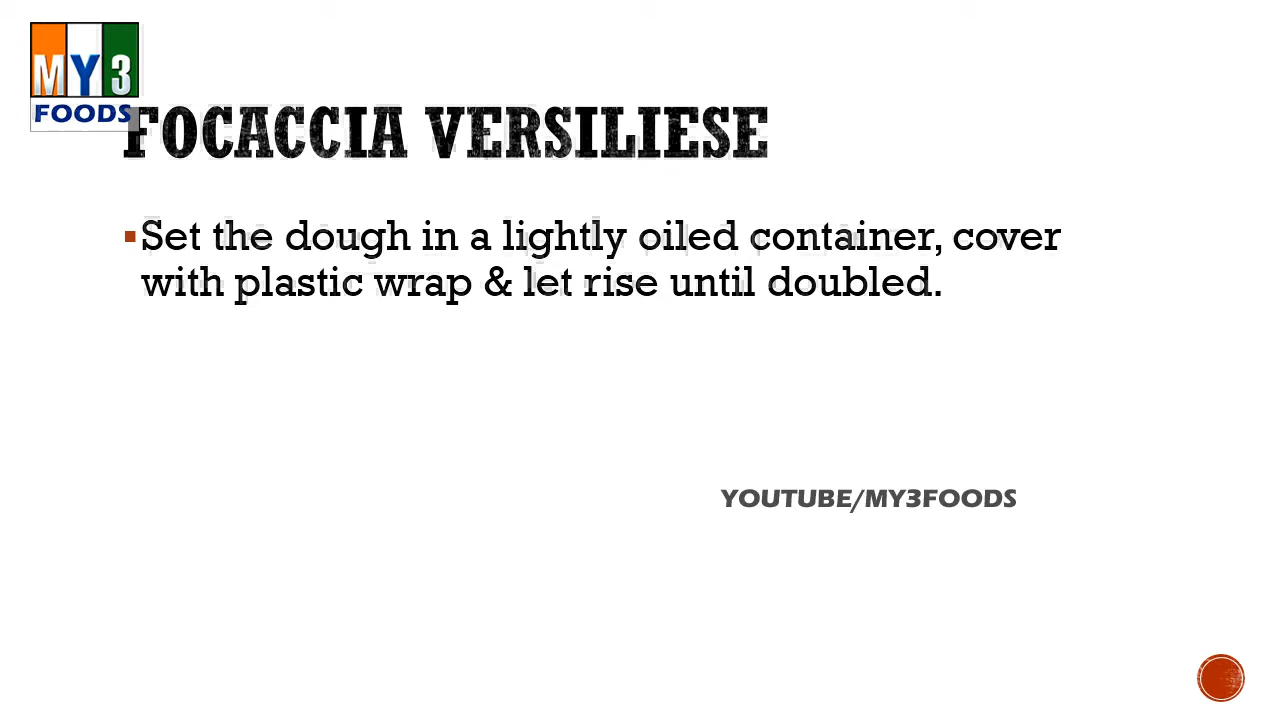 MY3
FOODS
FOCACCIA VERSILIESE
Set the dough in a lightly oiled container, cover
with plastic wrap & let rise until doubled.
YOUTUBE/MY3FOODS